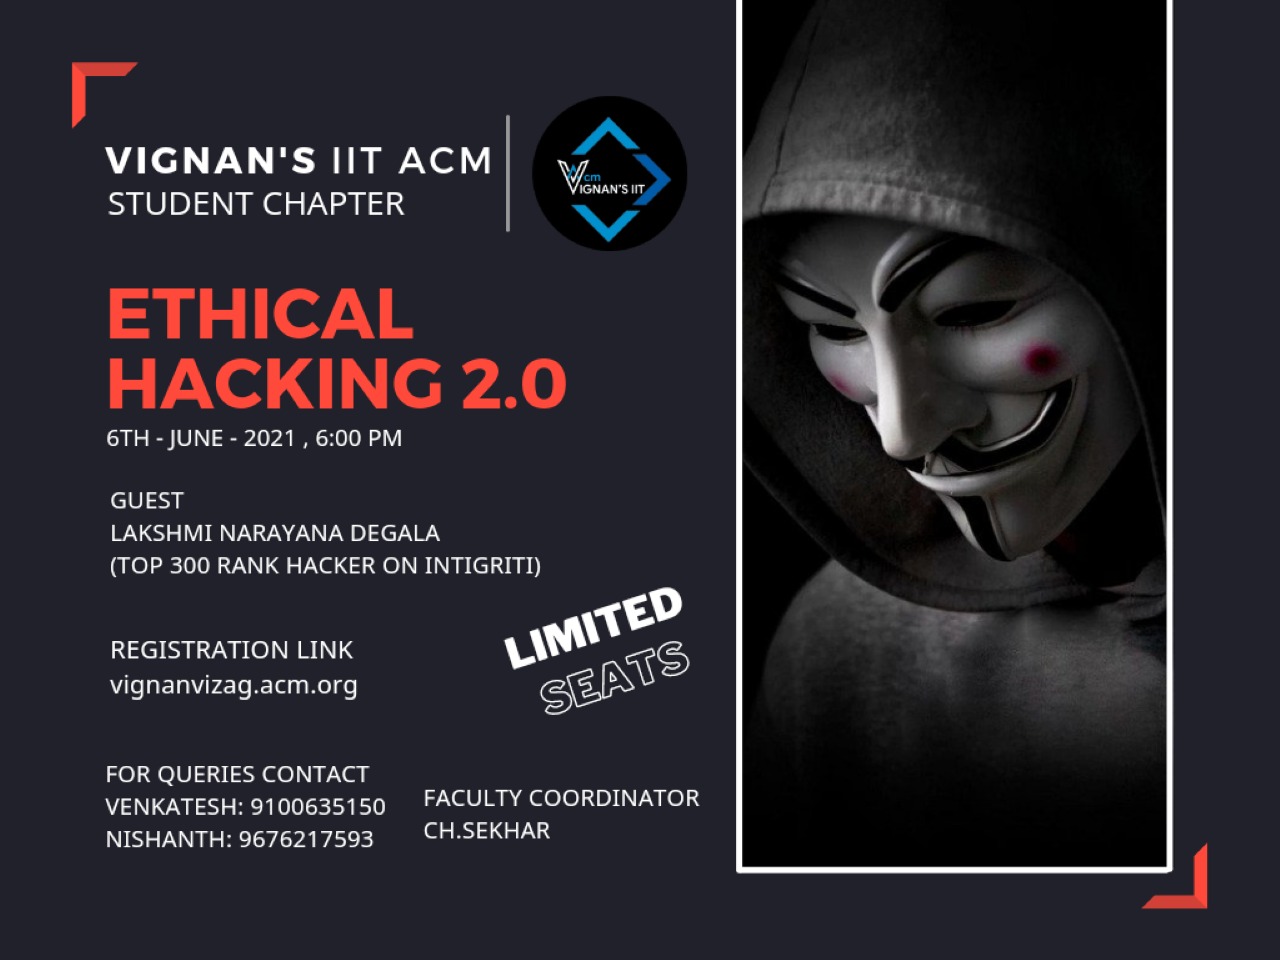 VIGNAN'S IIT ACM
STUDENT CHAPTER
Vcm
VIGNAN'S IIT
ETHICAL
HACKING 2.0
6TH - JUNE - 2021 , 6:00 PM
GUEST
LAKSHMI NARAYANA DEGALA
(TOP 300 RANK HACKER ON INTIGRITI)
LIMITED
SEATS
REGISTRATION LINK
vignanvizag.acm.org
FOR QUERIES CONTACT
VENKATESH: 9100635150
NISHANTH: 9676217593
FACULTY COORDINATOR
CH.SEKHAR